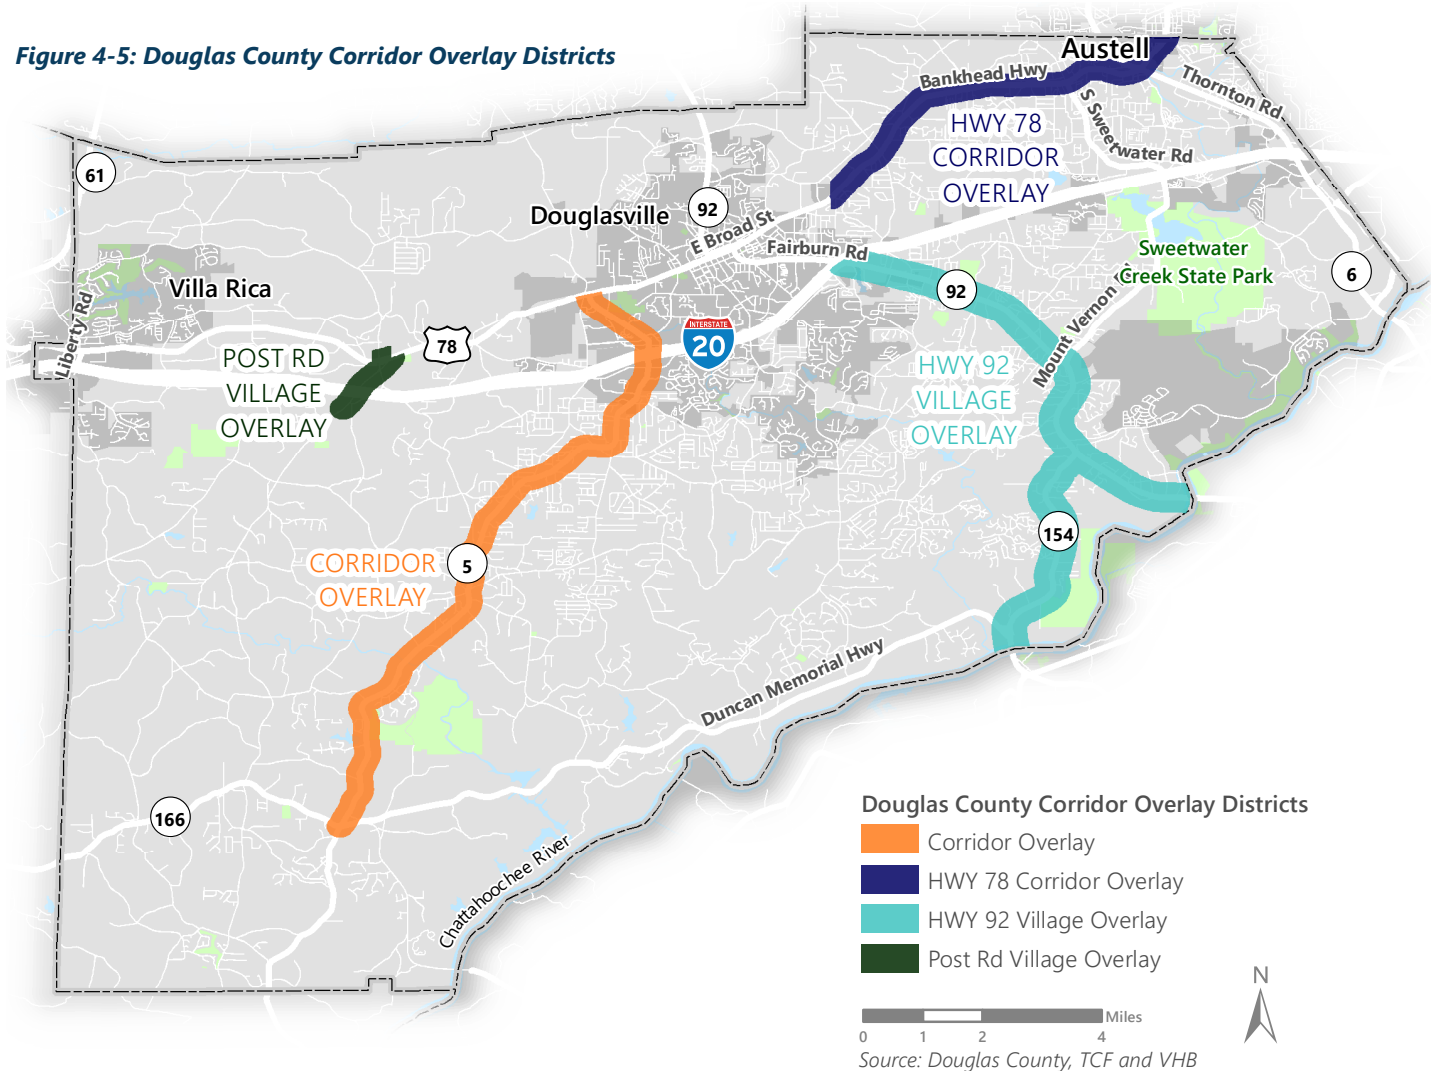 Figure 4-5: Douglas County Corridor Overlay Districts
Austell
Bankhead Hwy
Thornton Rd
S Sweetwater Rd
HWY 78
CORRIDOR
OVERLAY
61
92
Douglasville
E Broad St
Fairburn Rd
Sweetwater
Creek State Park
6
Villa Rica
Liberty Rd
92
78
INTERSTATE
20
Mount Vernon
POST RD
VILLAGE
OVERLAY
HWY 92
VILLAGE
OVERLAY
154
CORRIDOR
OVERLAY
5
Duncan Memorial Hwy
166
Chattahoochee River
Douglas County Corridor Overlay Districts
Corridor Overlay
HWY 78 Corridor Overlay
HWY 92 Village Overlay
Post Rd Village Overlay
N
Miles
0 1 2 4
Source: Douglas County, TCF and VHB